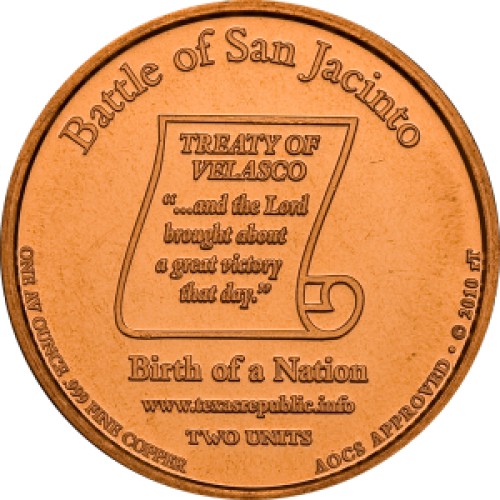 Battle of San Jacinto
TREATY OF
VELASCO
“...and the Lord
brought about
a great victory
that day.”
Birth of a Nation
www.texasrepublic.info
TWO UNITS
ONE AV OUNCE .999 FINE COPPER
AOCS APPROVED • © 2010 rT